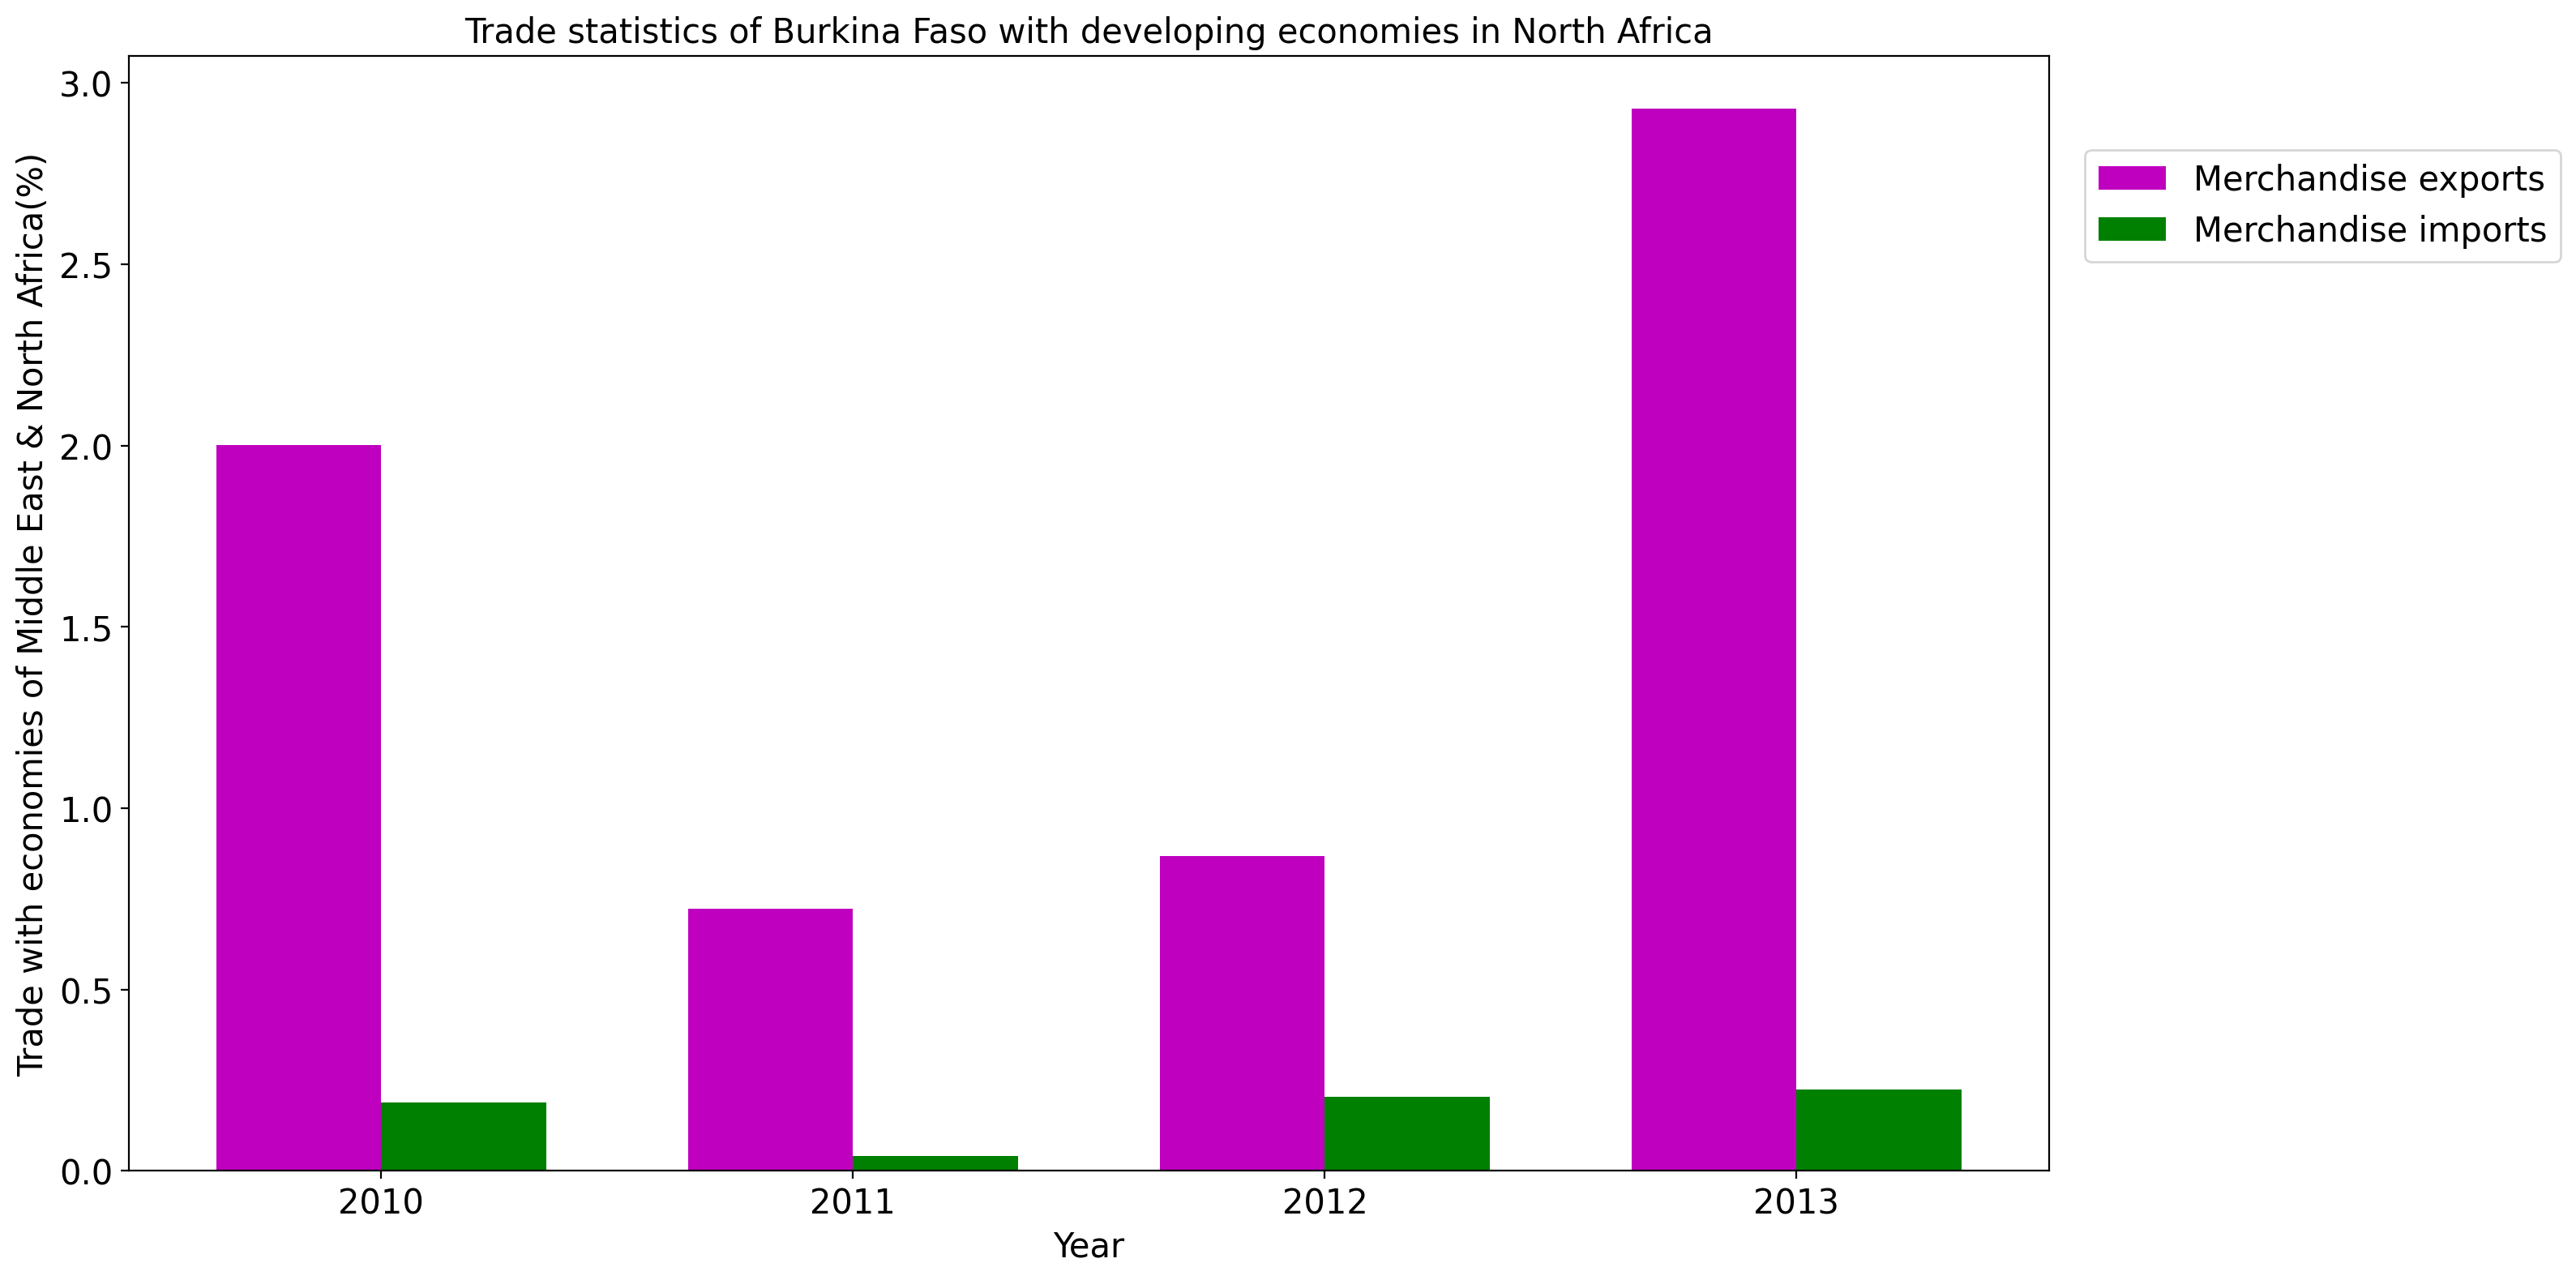 Trade statistics of Burkina Faso with developing economies in North Africa
Trade with economies of Middle East & North Africa(%)
3.0
2.5
2.0
1.5
1.0
0.5
0.0
2010
2011
2012
2013
Year
Merchandise exports
Merchandise imports